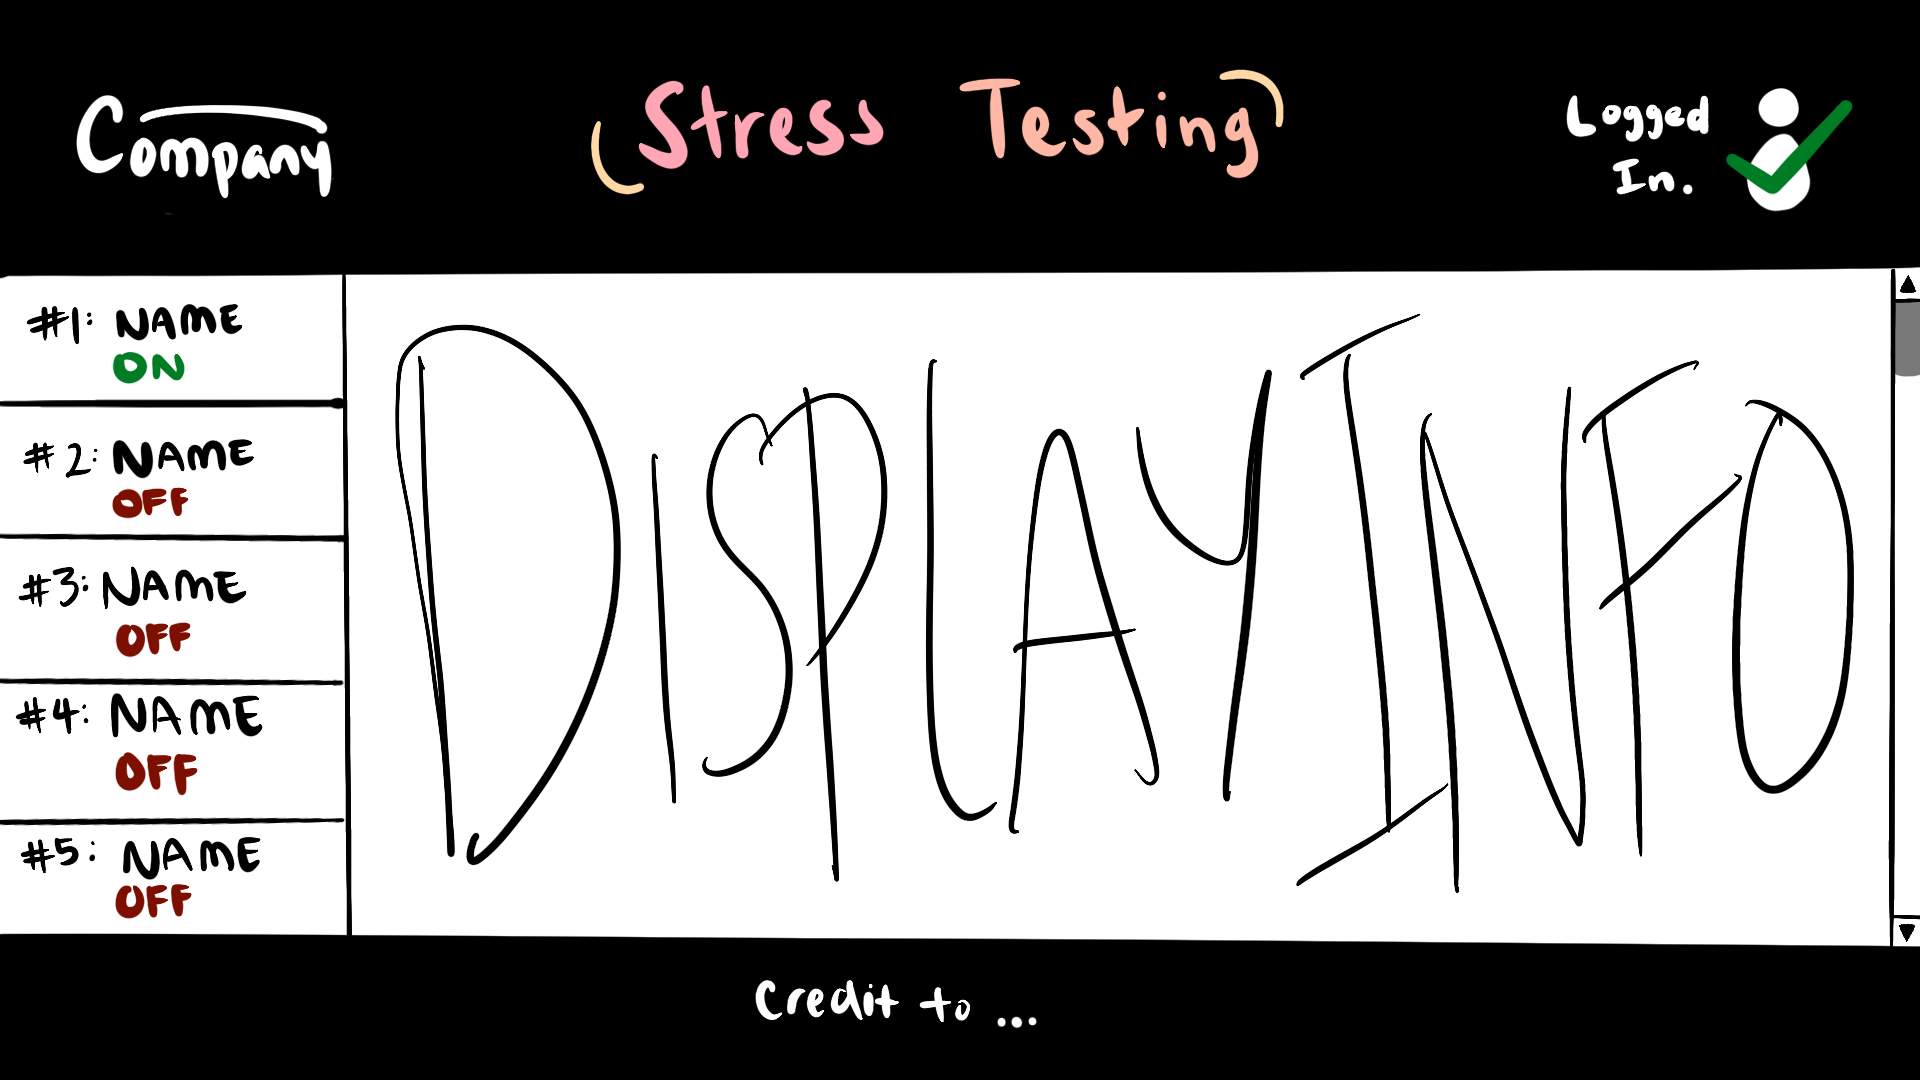 Company
Stress Testing
Logged
In.
#1: NAME
ON
#2: NAME
OFF
#3: NAME
OFF
#4: NAME
OFF
#5: NAME
OFF
DISPLAY INFO
Credit to ...